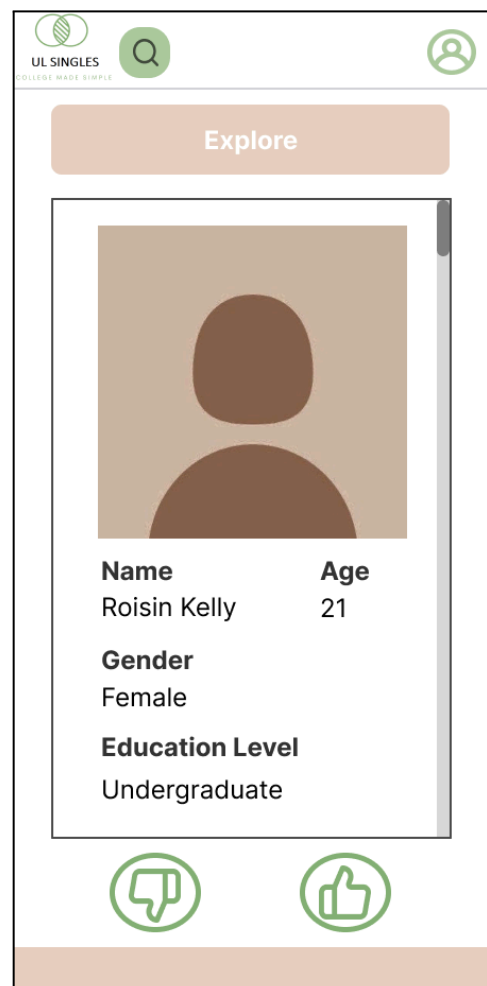 UL SINGLES
COLLEGE MADE SIMPLE
Explore
Name Age
Roisin Kelly 21
Gender
Female
Education Level
Undergraduate